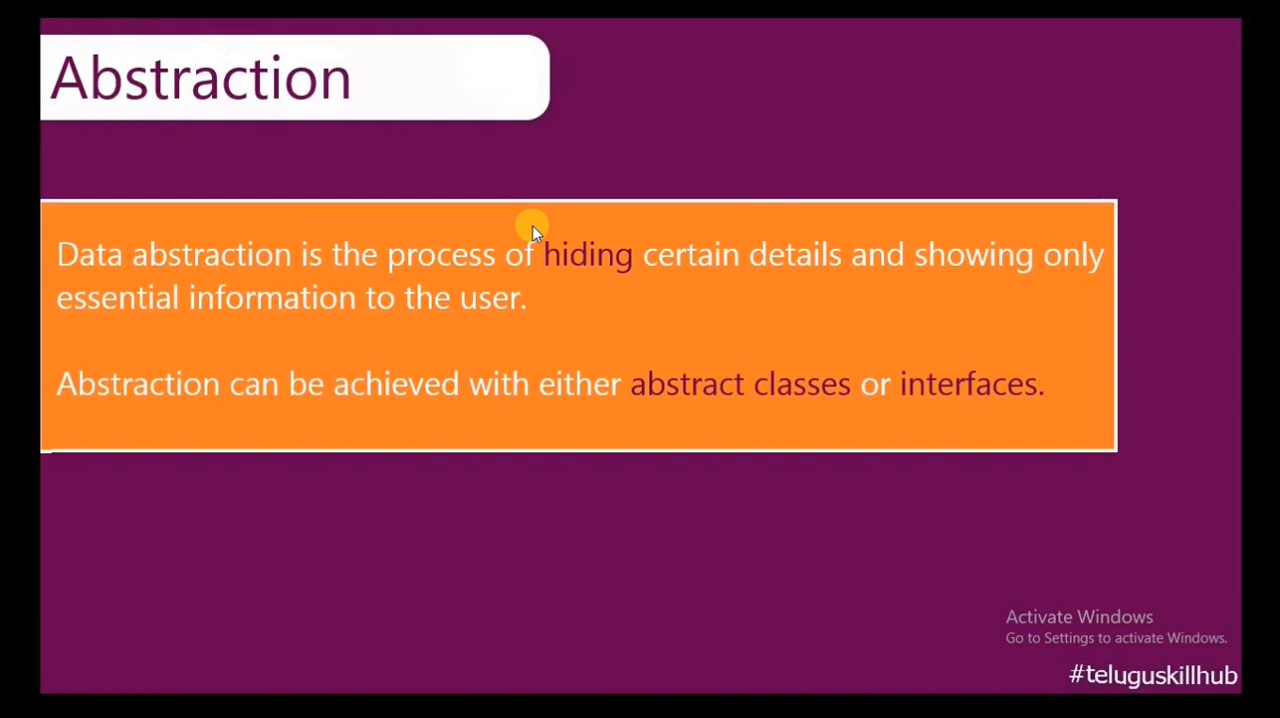 Abstraction
Data abstraction is the process of hiding certain details and showing only
essential information to the user.
Abstraction can be achieved with either abstract classes or interfaces.
Activate Windows
Go to Settings to activate Windows.
#teluguskillhub